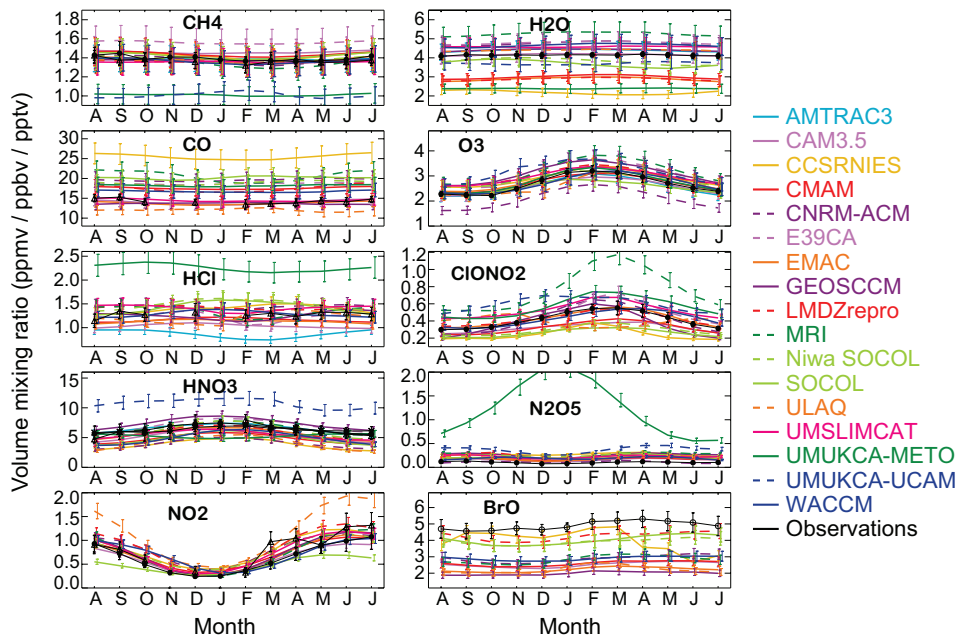 CH4
1.8
1.6
1.4
1.2
1.0
A S O N D J F M A M J J
H2O
6
5
4
3
2
A S O N D J F M A M J J
CO
30
25
20
15
10
A S O N D J F M A M J J
O3
4
3
2
1
A S O N D J F M A M J J
HCl
2.5
2.0
1.5
1.0
A S O N D J F M A M J J
ClONO2
1.2
1.0
0.8
0.6
0.4
0.2
0.0
A S O N D J F M A M J J
HNO3
15
10
5
0
A S O N D J F M A M J J
N2O5
2.0
1.5
1.0
0.5
0.0
A S O N D J F M A M J J
NO2
2.0
1.5
1.0
0.5
0.0
A S O N D J F M A M J J
BrO
6
5
4
3
2
A S O N D J F M A M J J
Volume mixing ratio (ppmv / ppbv / pptv)
Month
Month
AMTRAC3
CAM3.5
CCSRNIES
CMAM
CNRM-ACM
E39CA
EMAC
GEOSCCM
LMDZrepro
MRI
Niwa SOCOL
SOCOL
ULAQ
UMSLIMCAT
UMUKCA-METO
UMUKCA-UCAM
WACCM
Observations